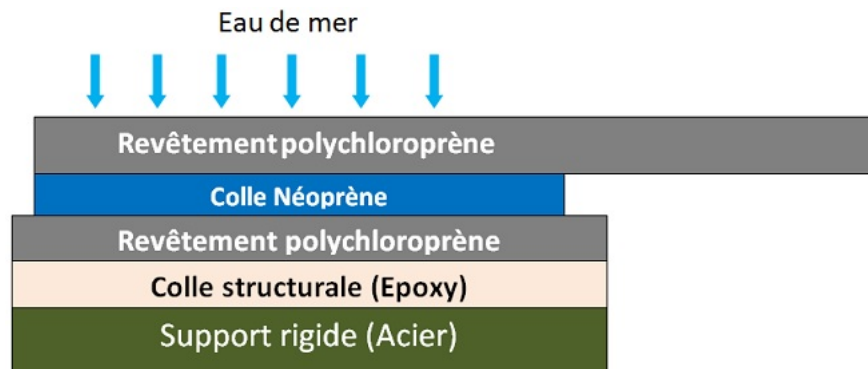 Eau de mer
Revêtement polychloroprène
Colle Néoprène
Revêtement polychloroprène
Colle structurale (Epoxy)
Support rigide (Acier)